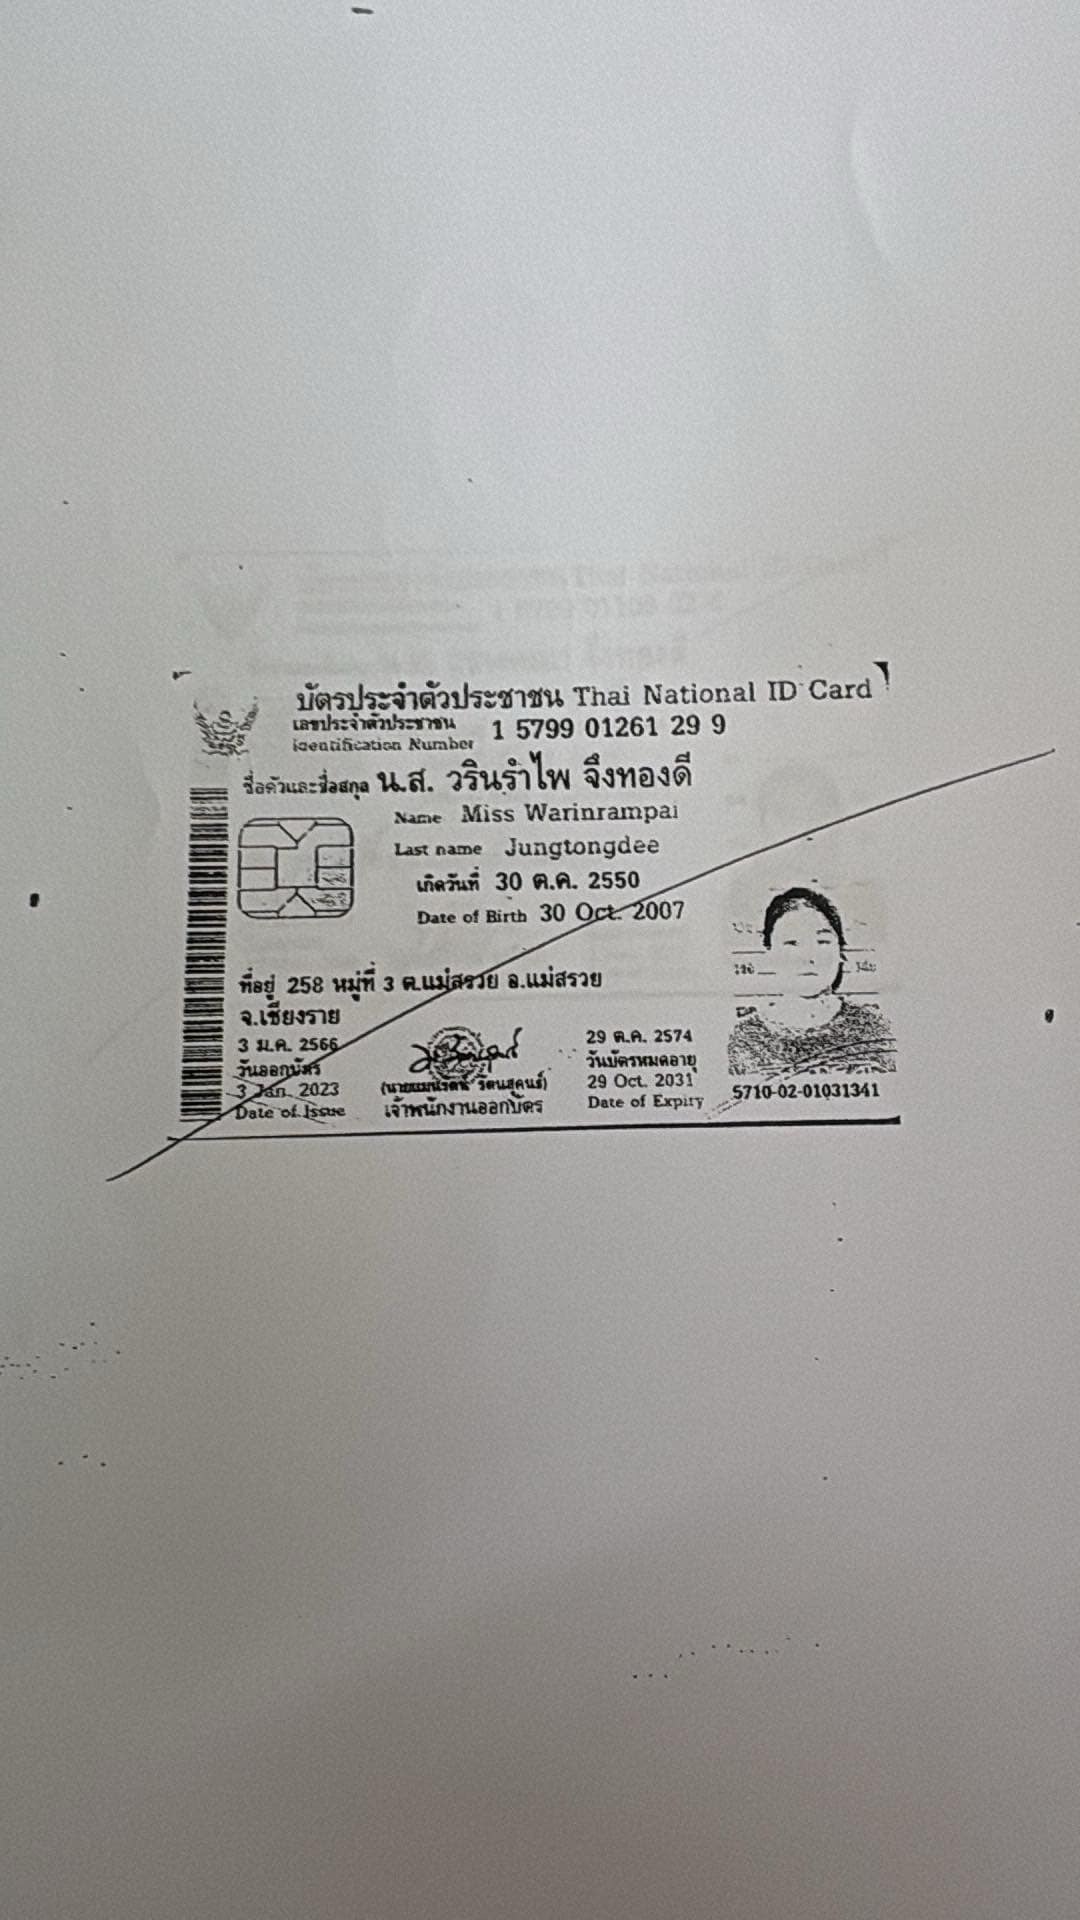 บัตรประจำตัวประชาชน Thai National ID Card
เลขประจำตัวประชาชน 1 5799 01261 29 9
Identification Number
ชื่อตัวและชื่อสกุล น.ส. วรินรำไพ จึงทองดี
Name Miss Warinrampai
Last name Jungtongdee
เกิดวันที่ 30 ต.ค. 2550
Date of Birth 30 Oct. 2007
ที่อยู่ 258 หมู่ที่ 3 ต.แม่สรวย อ.แม่สรวย
จ.เชียงราย
3 ม.ค. 2566
วันออกบัตร
3 Jan. 2023
Date of Issue
เจ้าพนักงานออกบัตร
29 ต.ค. 2574
วันบัตรหมดอายุ
29 Oct. 2031
Date of Expiry
5710-02-01031341